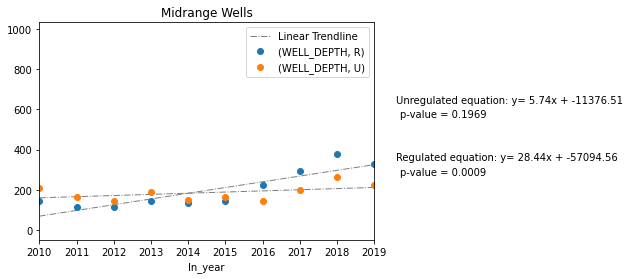 Midrange Wells
1000
800
600
400
200
0
Linear Trendline
(WELL_DEPTH, R)
(WELL_DEPTH, U)
Unregulated equation: y= 5.74x + -11376.51
p-value = 0.1969
Regulated equation: y= 28.44x + -57094.56
p-value = 0.0009
2010 2011 2012 2013 2014 2015 2016 2017 2018 2019
In_year